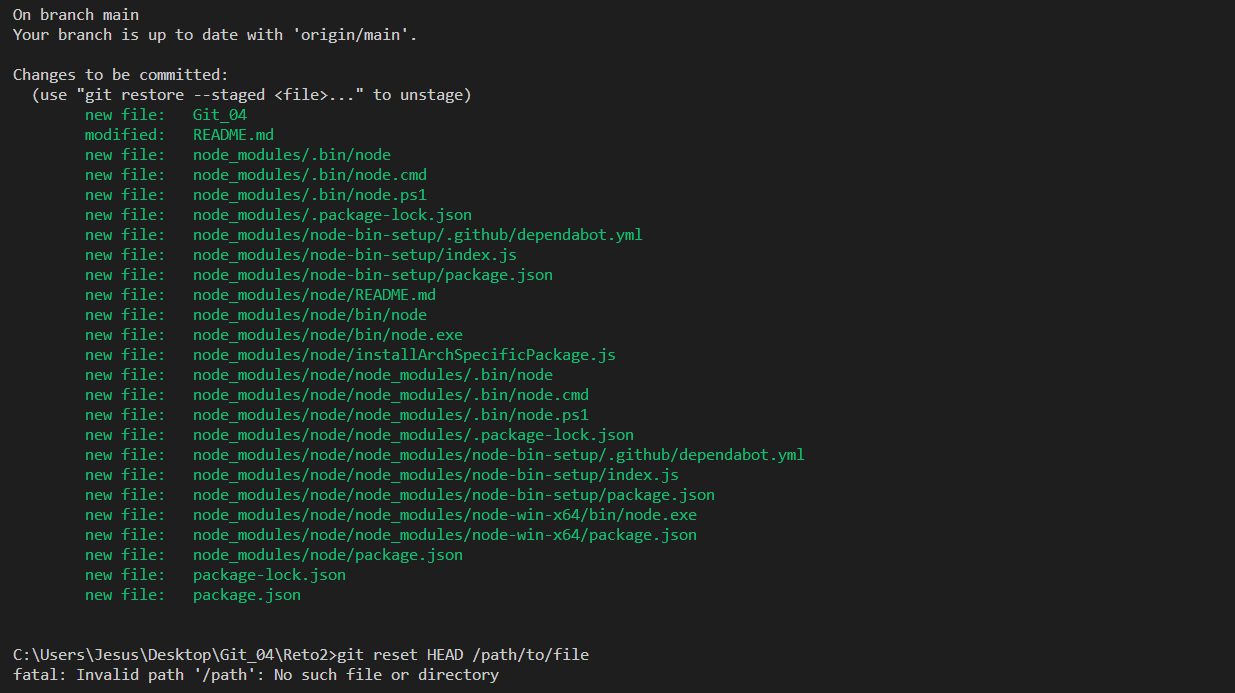 On branch main
Your branch is up to date with 'origin/main'.
Changes to be committed:
(use "git restore --staged <file>..." to unstage)
new file: Git_04
modified: README.md
new file: node_modules/.bin/node
new file: node_modules/.bin/node.cmd
new file: node_modules/.bin/node.ps1
new file: node_modules/.package-lock.json
new file: node_modules/node-bin-setup/.github/dependabot.yml
new file: node_modules/node-bin-setup/index.js
new file: node_modules/node-bin-setup/package.json
new file: node_modules/node/README.md
new file: node_modules/node/bin/node
new file: node_modules/node/bin/node.exe
new file: node_modules/node/installArchSpecificPackage.js
new file: node_modules/node/node_modules/.bin/node
new file: node_modules/node/node_modules/.bin/node.cmd
new file: node_modules/node/node_modules/.bin/node.ps1
new file: node_modules/node/node_modules/.package-lock.json
new file: node_modules/node/node_modules/node-bin-setup/.github/dependabot.yml
new file: node_modules/node/node_modules/node-bin-setup/index.js
new file: node_modules/node/node_modules/node-bin-setup/package.json
new file: node_modules/node/node_modules/node-win-x64/bin/node.exe
new file: node_modules/node/node_modules/node-win-x64/package.json
new file: node_modules/node/package.json
new file: package-lock.json
new file: package.json
C:\Users\Jesus\Desktop\Git_04\Reto2>git reset HEAD /path/to/file
fatal: Invalid path '/path': No such file or directory